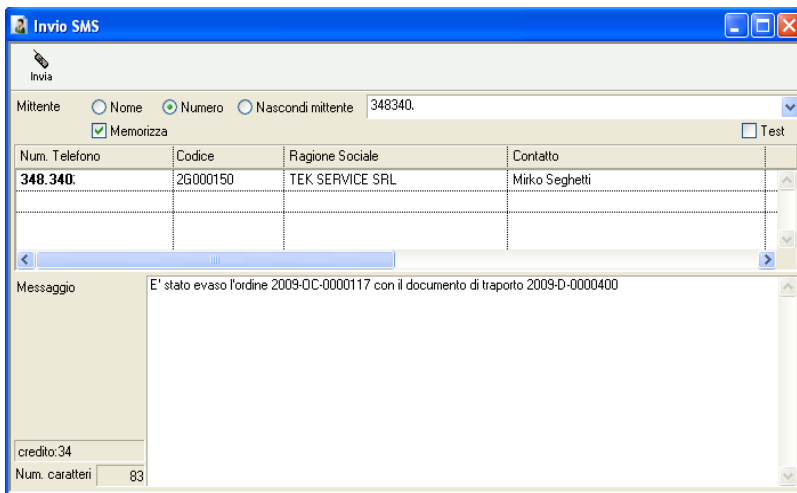 Invio SMS
Invia
Mittente Nome Numero Nascondi mittente 348340.
Memorizza Test
Num. Telefono Codice Ragione Sociale Contatto
348.340: 2G000150 TEK SERVICE SRL Mirko Seghetti
Messaggio E' stato evaso l'ordine 2009-OC-0000117 con il documento di traporto 2009-D-0000400
credito:34
Num. caratteri 83